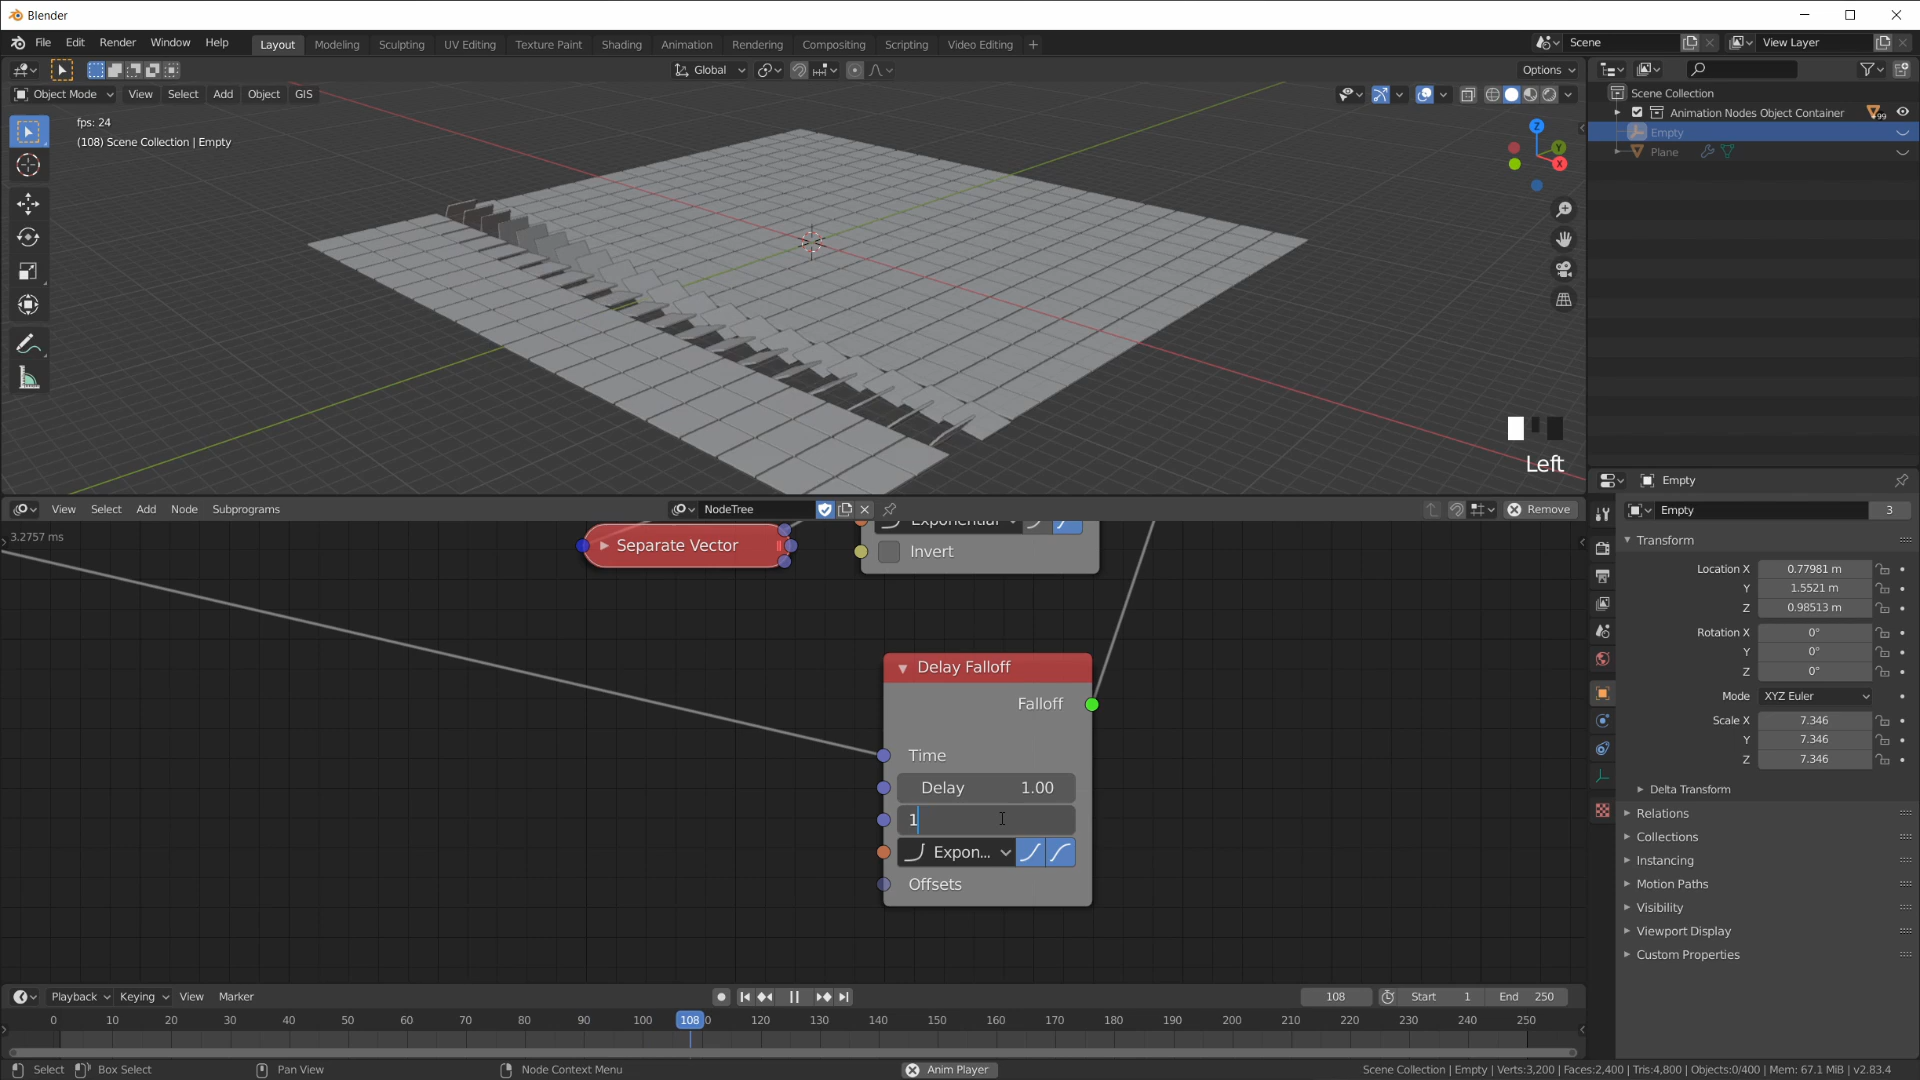 Blender
File Edit Render Window Help Layout Modeling Sculpting UV Editing Texture Paint Shading Animation Rendering Compositing Scripting Video Editing + Scene View Layer
Global Options
Object Mode View Select Add Object GIS
fps: 24
(108) Scene Collection | Empty
Z
Y
X
Left
Scene Collection
Animation Nodes Object Container 99
Empty
Plane
View Select Add Node Subprograms NodeTree Remove
3.2757 ms
Separate Vector
Exponential
Invert
Delay Falloff
Falloff
Time
Delay 1.00
1
Expon...
Offsets
Empty
Empty 3
Transform
Location X 0.77981 m
Y 1.5521 m
Z 0.98513 m
Rotation X 0°
Y 0°
Z 0°
Mode XYZ Euler
Scale X 7.346
Y 7.346
Z 7.346
Delta Transform
Relations
Collections
Instancing
Motion Paths
Visibility
Viewport Display
Custom Properties
Playback Keying View Marker 108 Start 1 End 250
0 10 20 30 40 50 60 70 80 90 100 108 0 120 130 140 150 160 170 180 190 200 210 220 230 240 250
Select Box Select Pan View Node Context Menu Anim Player Scene Collection | Empty | Verts:3,200 | Faces:2,400 | Tris:4,800 | Objects:0/400 | Mem: 67.1 MiB | v2.83.4